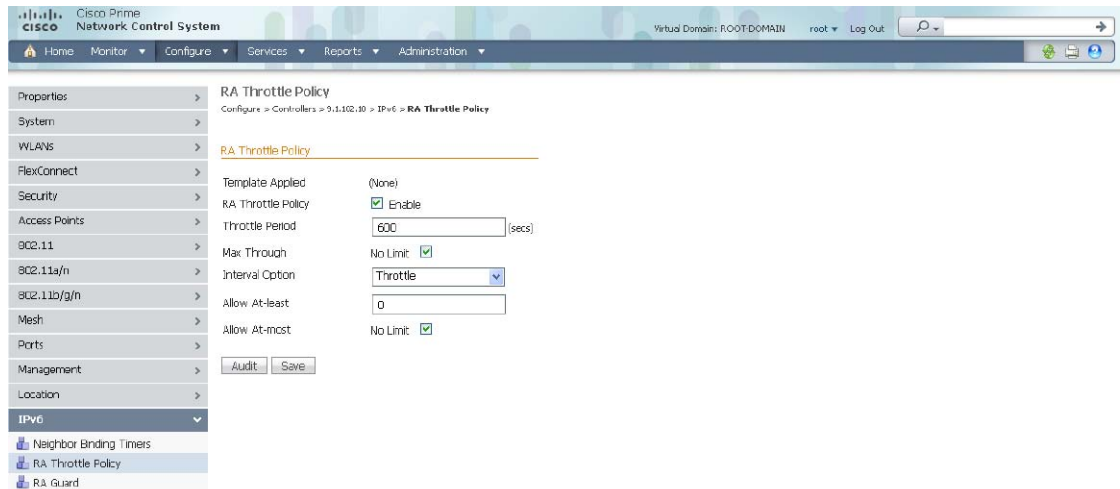 Cisco Prime
CISCO Network Control System
Virtual Domain: ROOT-DOMAIN root Log Out
Home Monitor Configure Services Reports Administration
Properties
System
WLANs
FlexConnect
Security
Access Points
802.11
802.11a/n
802.11b/g/n
Mesh
Ports
Management
Location
IPv6
Neighbor Binding Timers
RA Throttle Policy
RA Guard
RA Throttle Policy
Configure > Controllers > 9.1.102.10 > IPv6 > RA Throttle Policy
RA Throttle Policy
Template Applied (None)
RA Throttle Policy Enable
Throttle Period 600 (secs)
Max Through No Limit
Interval Option Throttle
Allow At-least 0
Allow At-most No Limit
Audit Save